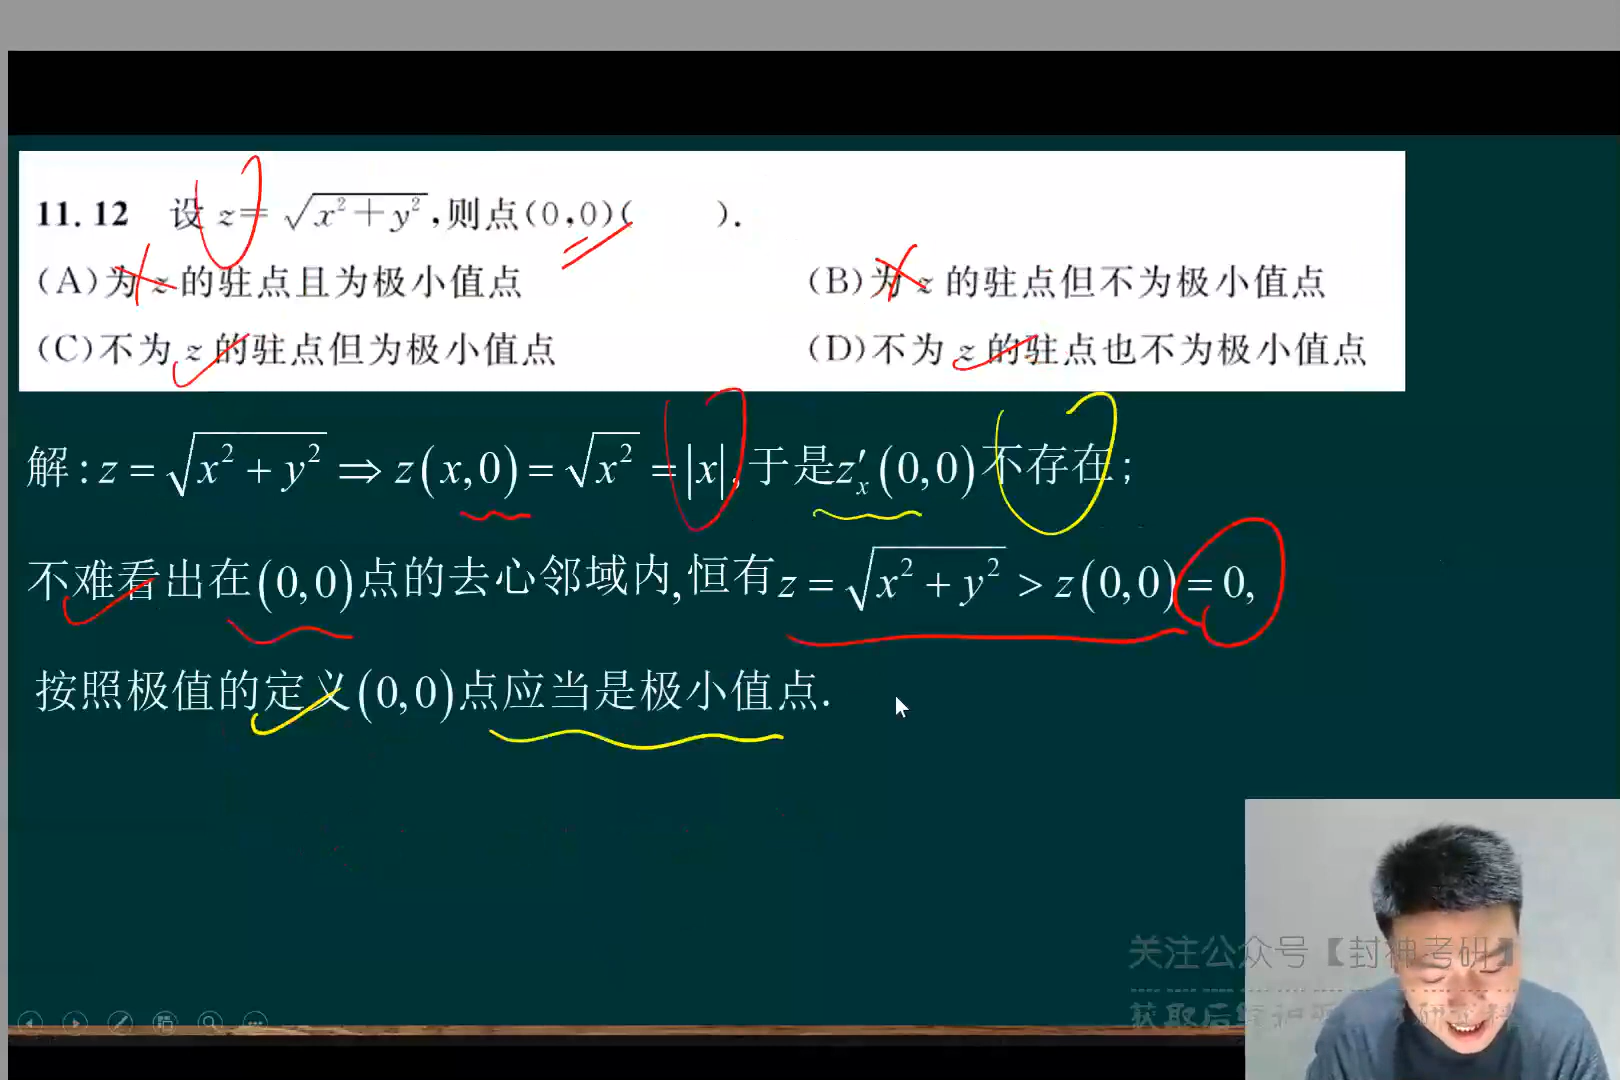 11.12 设 z = √(x²+y²), 则点(0,0)( ).
(A)为 z 的驻点且为极小值点 (B)为 z 的驻点但不为极小值点
(C)不为 z 的驻点但为极小值点 (D)不为 z 的驻点也不为极小值点
解: z = √(x²+y²) ⇒ z(x,0) = √x² = |x|, 于是z′ₓ(0,0)不存在;
不难看出在(0,0)点的去心邻域内,恒有z = √(x²+y²) > z(0,0) = 0,
按照极值的定义(0,0)点应当是极小值点.
关注公众号【封神考研】
获取后续和